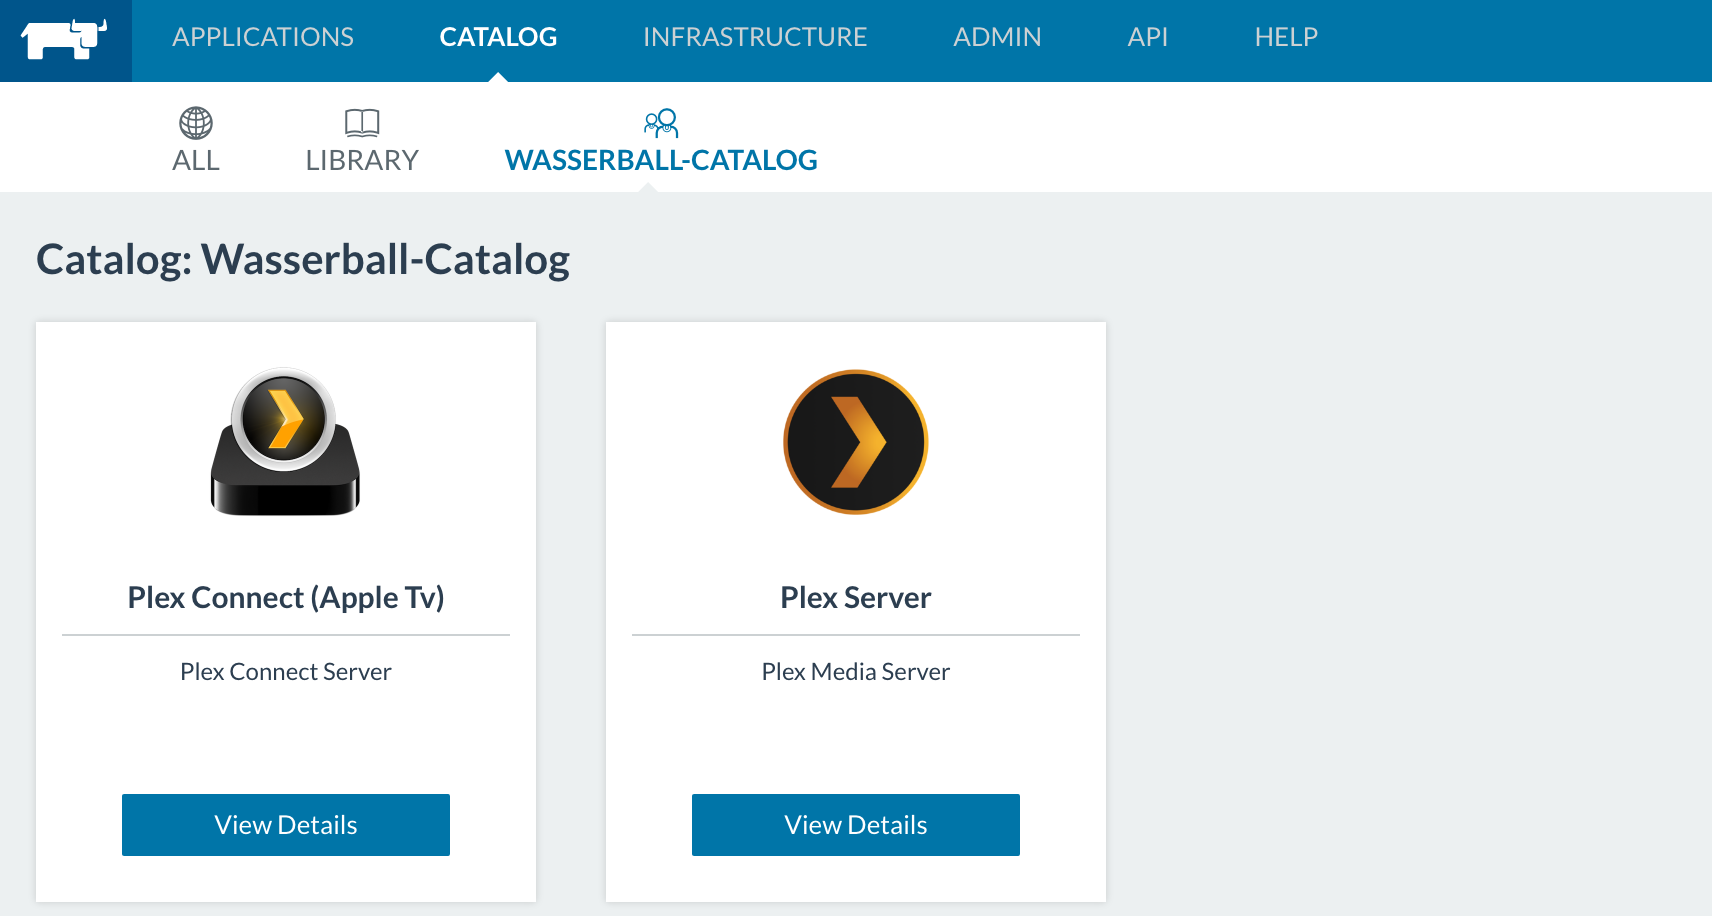 APPLICATIONS CATALOG INFRASTRUCTURE ADMIN API HELP
ALL LIBRARY WASSERBALL-CATALOG
Catalog: Wasserball-Catalog
Plex Connect (Apple Tv)
Plex Connect Server
View Details
Plex Server
Plex Media Server
View Details